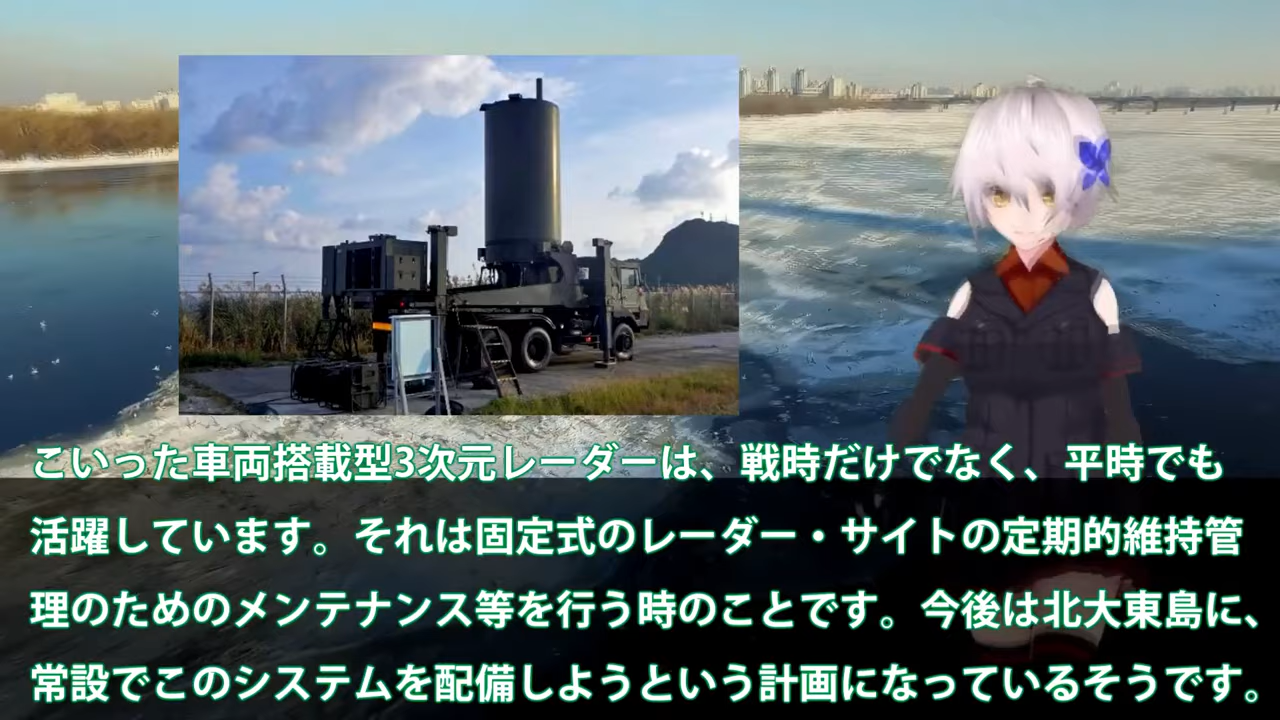 こいった車両搭載型3次元レーダーは、戦時だけでなく、平時でも
活躍しています。それは固定式のレーダー・サイトの定期的維持管
理のためのメンテナンス等を行う時のことです。今後は北大東島に、
常設でこのシステムを配備しようという計画になっているそうです。